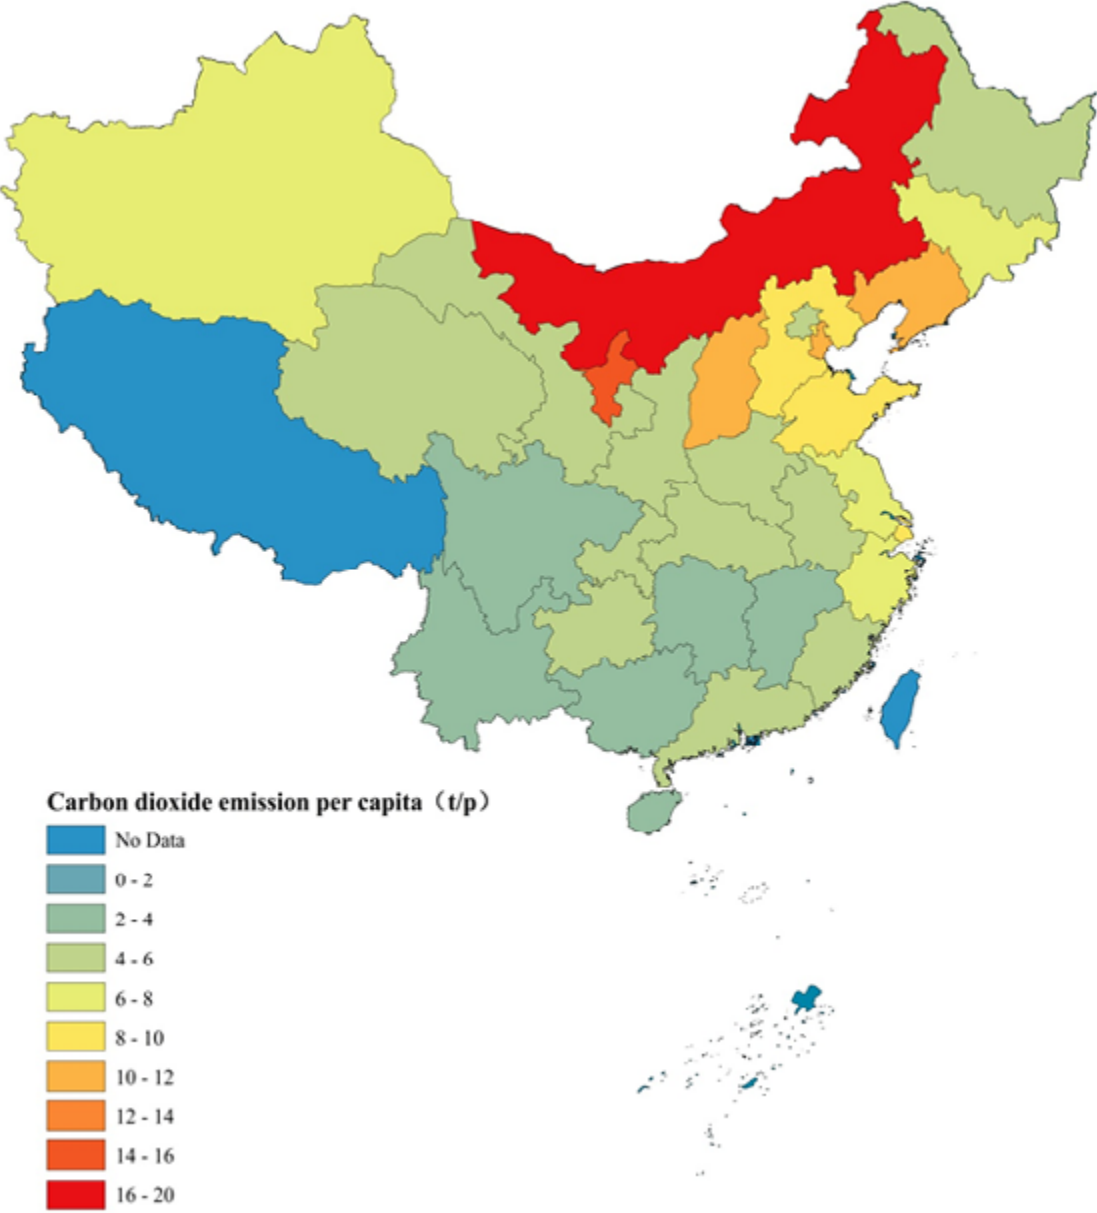 Carbon dioxide emission per capita（t/p）
No Data
0 - 2
2 - 4
4 - 6
6 - 8
8 - 10
10 - 12
12 - 14
14 - 16
16 - 20